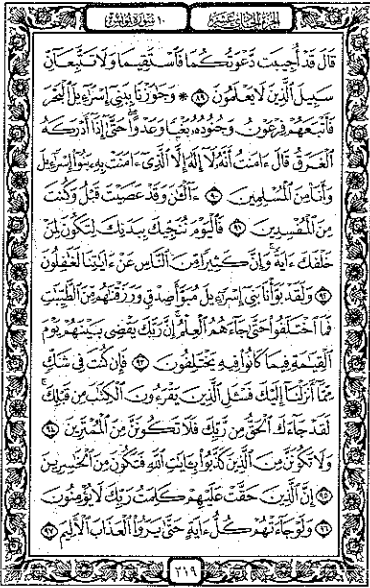 الجزء الحادي عشر ١٠ سورة يونس
قَالَ قَدْ أُجِيبَت دَّعْوَتُكُمَا فَاسْتَقِيمَا وَلَا تَتَّبِعَآنِّ
سَبِيلَ الَّذِينَ لَا يَعْلَمُونَ ٨٩ ۞ وَجَٰوَزْنَا بِبَنِىٓ إِسْرَٰٓءِيلَ الْبَحْرَ
فَأَتْبَعَهُمْ فِرْعَوْنُ وَجُنُودُهُۥ بَغْيًا وَعَدْوًا حَتَّىٰٓ إِذَآ أَدْرَكَهُ
الْغَرَقُ قَالَ ءَامَنتُ أَنَّهُۥ لَآ إِلَٰهَ إِلَّا الَّذِىٓ ءَامَنَتْ بِهِۦ بَنُوٓا إِسْرَٰٓءِيلَ
وَأَنَا۠ مِنَ الْمُسْلِمِينَ ٩٠ ءَآلْـَٰٔنَ وَقَدْ عَصَيْتَ قَبْلُ وَكُنتَ
مِنَ الْمُفْسِدِينَ ٩١ فَالْيَوْمَ نُنَجِّيكَ بِبَدَنِكَ لِتَكُونَ لِمَنْ
خَلْفَكَ ءَايَةً وَإِنَّ كَثِيرًا مِّنَ النَّاسِ عَنْ ءَايَٰتِنَا لَغَٰفِلُونَ
٩٢ وَلَقَدْ بَوَّأْنَا بَنِىٓ إِسْرَٰٓءِيلَ مُبَوَّأَ صِدْقٍ وَرَزَقْنَٰهُم مِّنَ الطَّيِّبَٰتِ
فَمَا اخْتَلَفُوا حَتَّىٰ جَآءَهُمُ الْعِلْمُ إِنَّ رَبَّكَ يَقْضِى بَيْنَهُمْ يَوْمَ
الْقِيَٰمَةِ فِيمَا كَانُوا فِيهِ يَخْتَلِفُونَ ٩٣ فَإِن كُنتَ فِى شَكٍّ
مِّمَّآ أَنزَلْنَآ إِلَيْكَ فَسْـَٔلِ الَّذِينَ يَقْرَءُونَ الْكِتَٰبَ مِن قَبْلِكَ
لَقَدْ جَآءَكَ الْحَقُّ مِن رَّبِّكَ فَلَا تَكُونَنَّ مِنَ الْمُمْتَرِينَ ٩٤
وَلَا تَكُونَنَّ مِنَ الَّذِينَ كَذَّبُوا بِـَٔايَٰتِ اللَّهِ فَتَكُونَ مِنَ الْخَٰسِرِينَ
٩٥ إِنَّ الَّذِينَ حَقَّتْ عَلَيْهِمْ كَلِمَتُ رَبِّكَ لَا يُؤْمِنُونَ
٩٦ وَلَوْ جَآءَتْهُمْ كُلُّ ءَايَةٍ حَتَّىٰ يَرَوُا الْعَذَابَ الْأَلِيمَ ٩٧
٢١٩